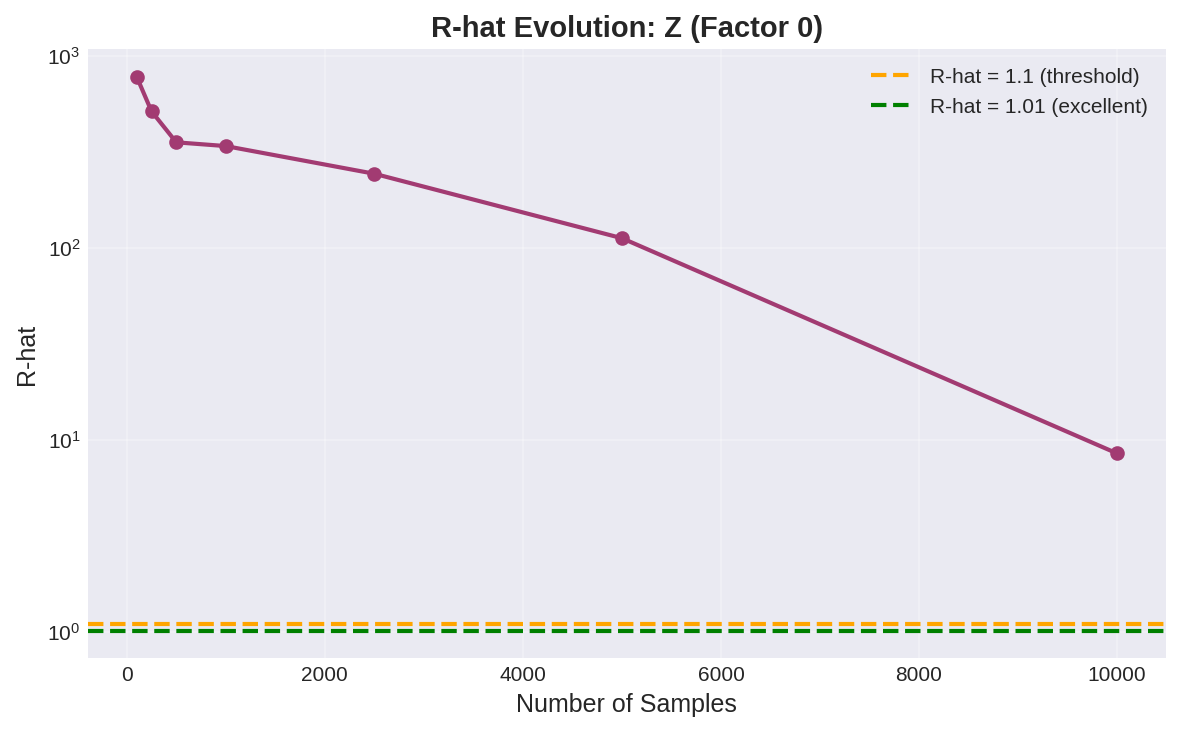 R-hat Evolution: Z (Factor 0)
10³
10²
10¹
10⁰
R-hat
R-hat = 1.1 (threshold)
R-hat = 1.01 (excellent)
0
2000
4000
6000
8000
10000
Number of Samples